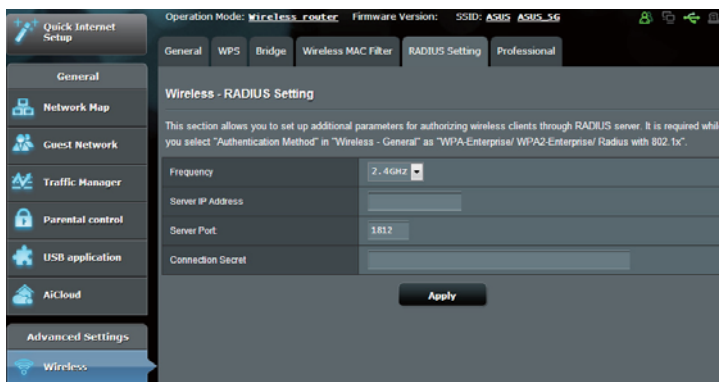 Quick Internet
Setup
Operation Mode: Wireless router Firmware Version: SSID: ASUS ASUS_5G
General WPS Bridge Wireless MAC Filter RADIUS Setting Professional
General
Network Map
Guest Network
Traffic Manager
Parental control
USB application
AiCloud
Advanced Settings
Wireless
Wireless - RADIUS Setting
This section allows you to set up additional parameters for authorizing wireless clients through RADIUS server. It is required whil
you select "Authentication Method" in "Wireless - General" as "WPA-Enterprise/ WPA2-Enterprise/ Radius with 802.1x".
Frequency 2.4GHZ
Server IP Address
Server Port: 1812
Connection Secret
Apply